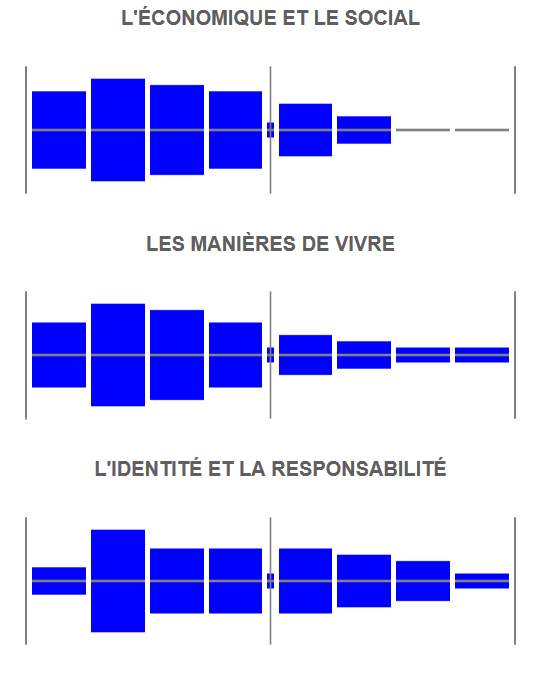 L'ÉCONOMIQUE ET LE SOCIAL
LES MANIÈRES DE VIVRE
L'IDENTITÉ ET LA RESPONSABILITÉ